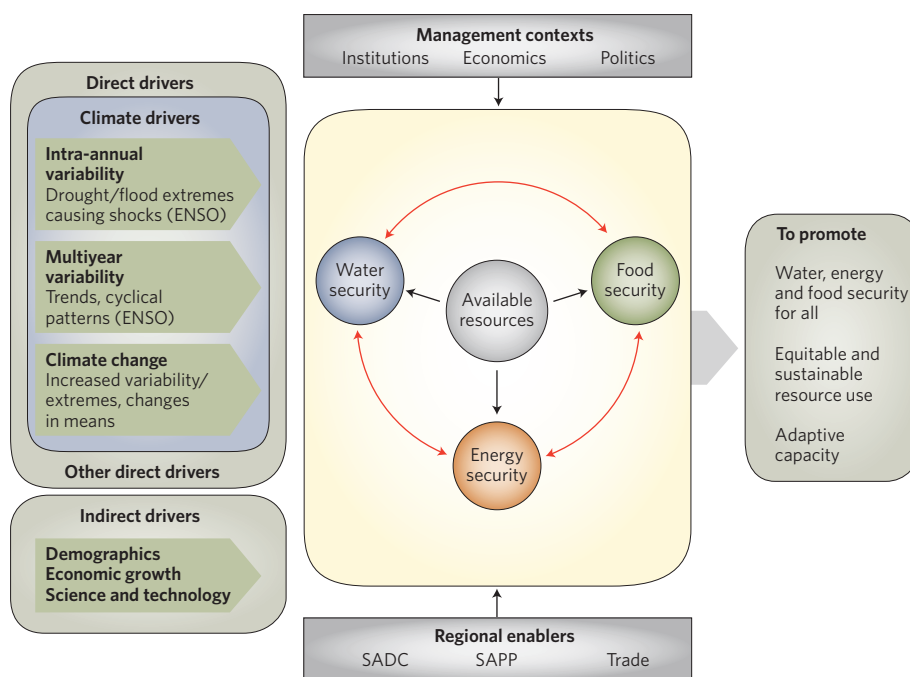 Management contexts
Institutions Economics Politics
Direct drivers
Climate drivers
Intra-annual
variability
Drought/flood extremes
causing shocks (ENSO)
Multiyear
variability
Trends, cyclical
patterns (ENSO)
Climate change
Increased variability/
extremes, changes
in means
Other direct drivers
Indirect drivers
Demographics
Economic growth
Science and technology
Water
security
Available
resources
Food
security
Energy
security
To promote
Water, energy
and food security
for all
Equitable and
sustainable
resource use
Adaptive
capacity
Regional enablers
SADC SAPP Trade